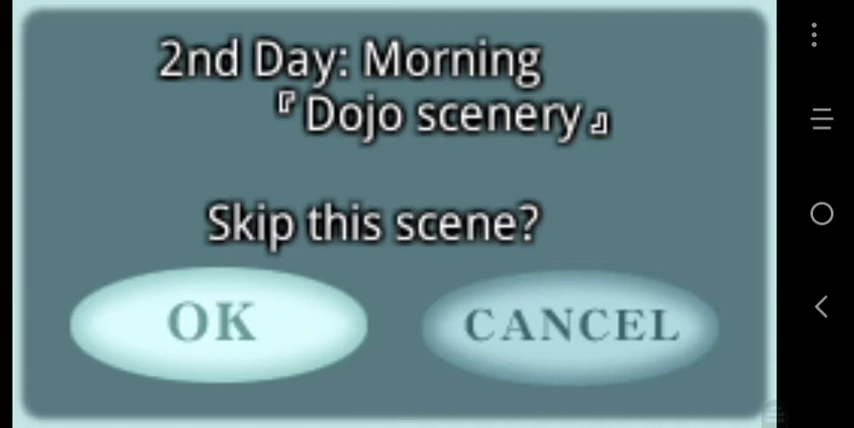 2nd Day: Morning
『Dojo scenery』
Skip this scene?
OK
CANCEL